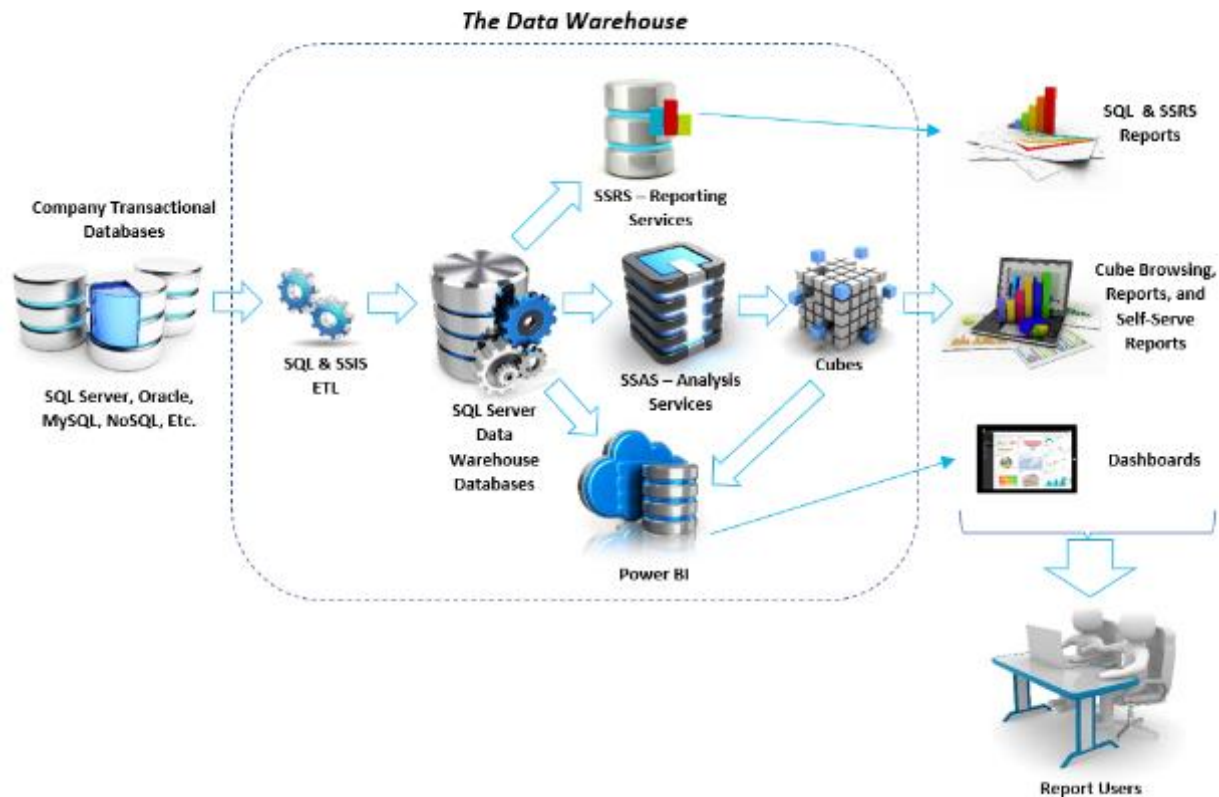 The Data Warehouse
SQL & SSRS
Reports
SSRS – Reporting
Services
Company Transactional
Databases
SQL Server, Oracle,
MySQL, NoSQL, Etc.
SQL & SSIS
ETL
SQL Server
Data
Warehouse
Databases
SSAS – Analysis
Services
Cubes
Cube Browsing,
Reports, and
Self-Serve
Reports
Power BI
Dashboards
Report Users